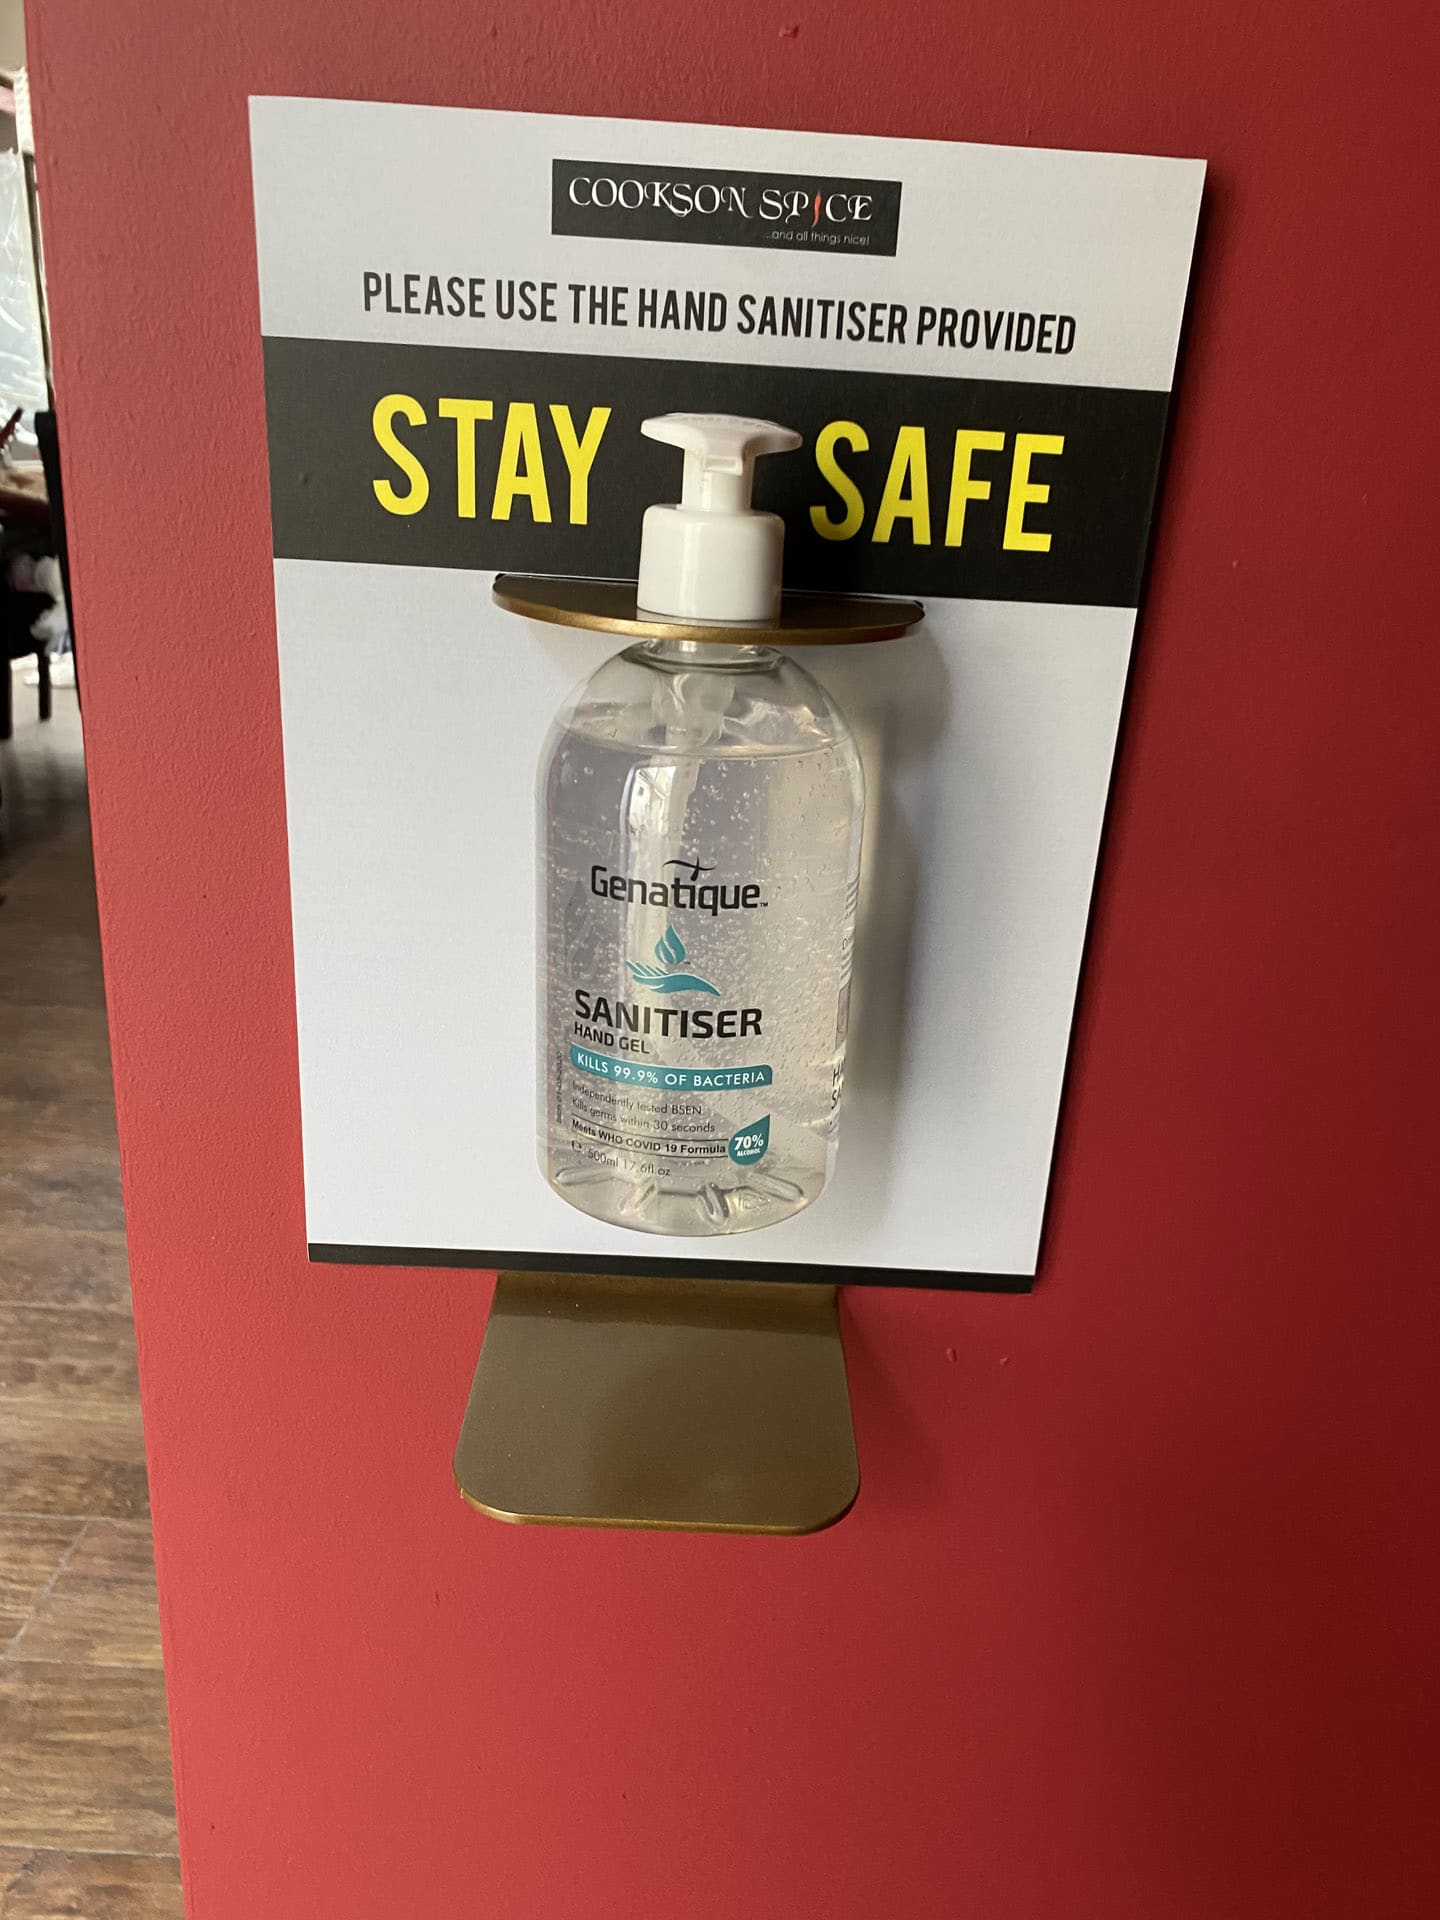 COOKSON SPICE
...and all things nice!
PLEASE USE THE HAND SANITISER PROVIDED
STAY SAFE
Genatique™
SANITISER
HAND GEL
KILLS 99.9% OF BACTERIA
Independently tested BSEN
Kills germs within 30 seconds
Meets WHO COVID 19 Formula
70%
ALCOHOL
500ml 17.6fl.oz